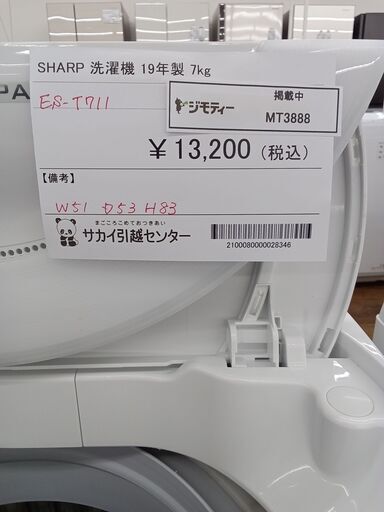 SHARP 洗濯機 19年製 7kg
ES-T711
ジモティー
掲載中
MT3888
¥13,200(税込)
【備考】
W51 D53 H83
まごころこめておつきあい
サカイ引越センター
2100080000028346
PA